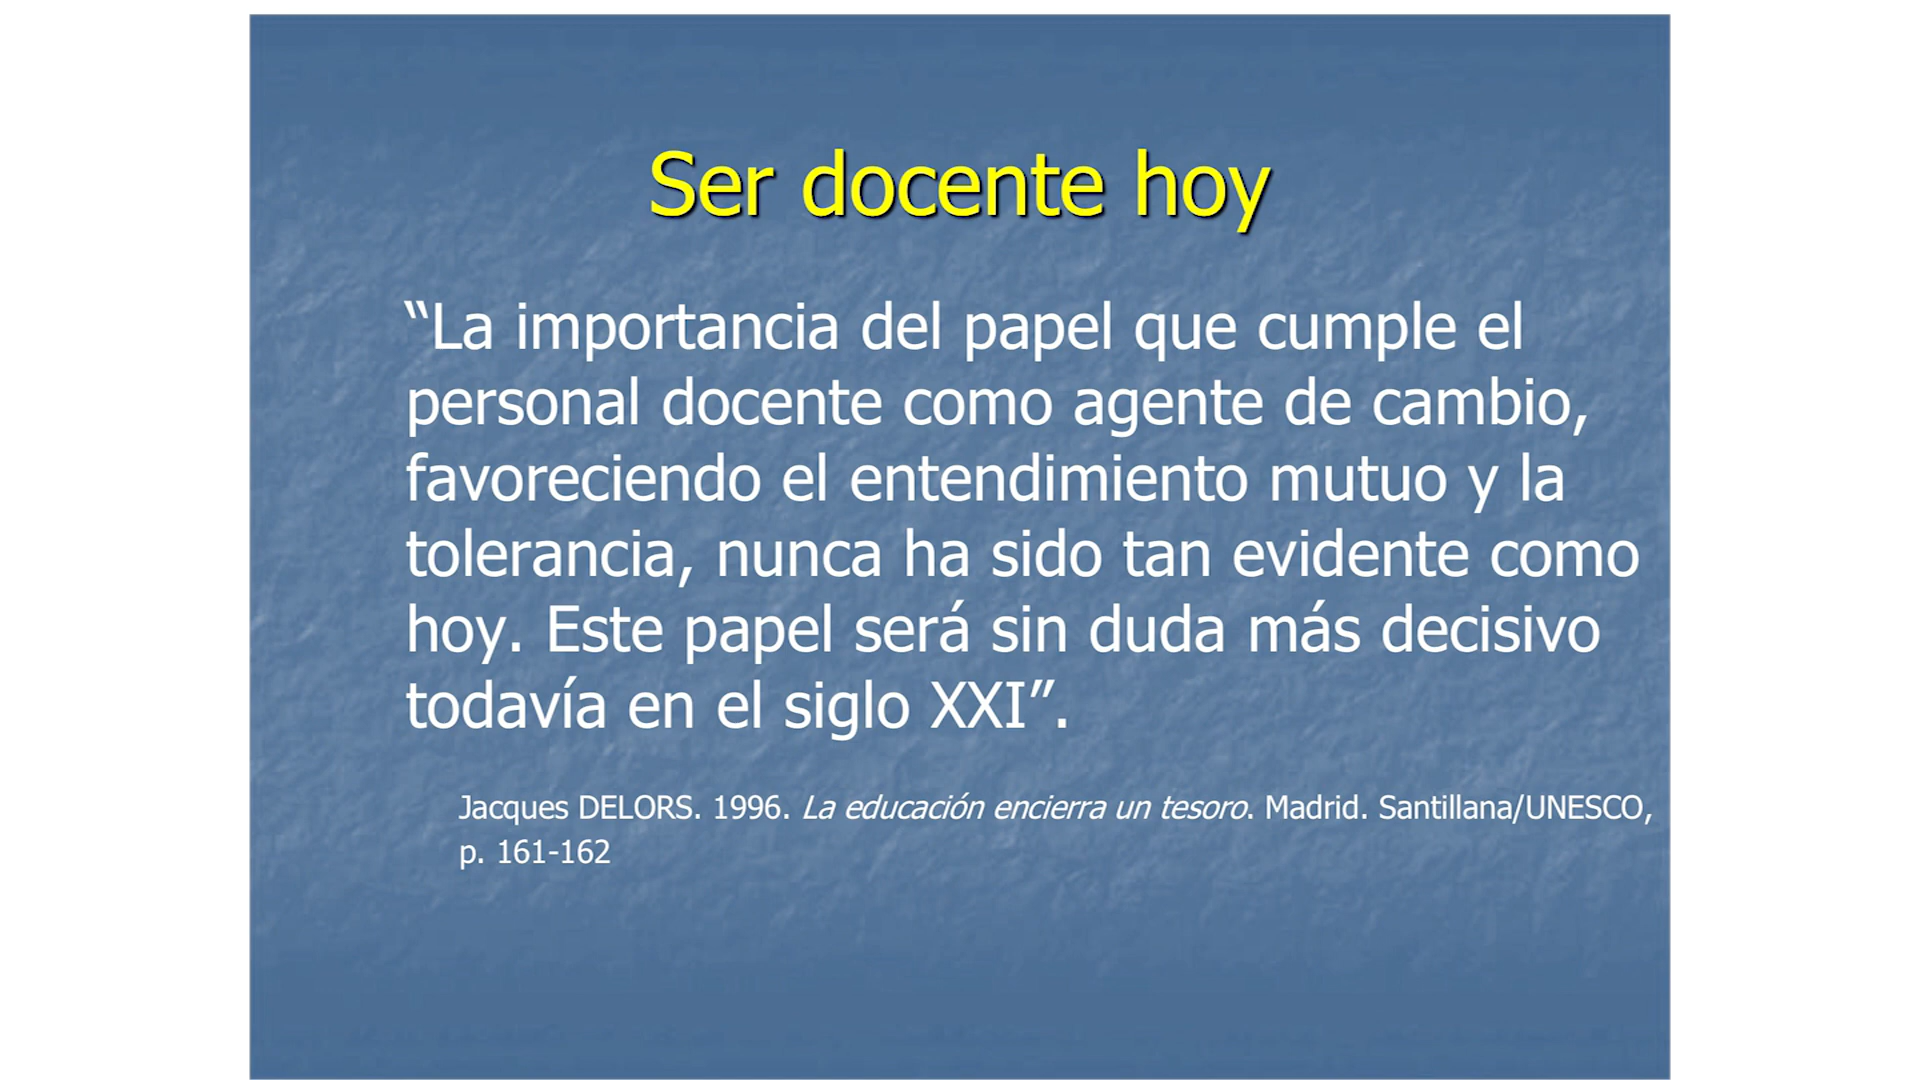 Ser docente hoy
“La importancia del papel que cumple el
personal docente como agente de cambio,
favoreciendo el entendimiento mutuo y la
tolerancia, nunca ha sido tan evidente como
hoy. Este papel será sin duda más decisivo
todavía en el siglo XXI”.
Jacques DELORS. 1996. La educación encierra un tesoro. Madrid. Santillana/UNESCO,
p. 161-162